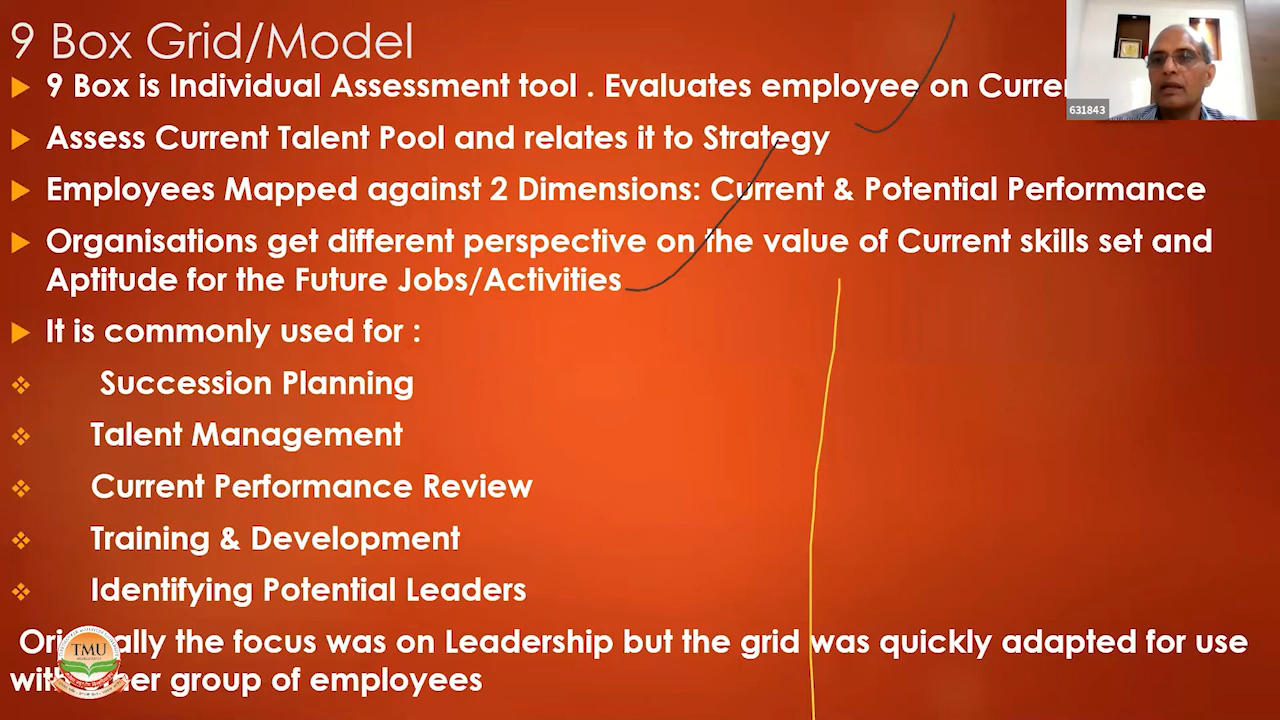 9 Box Grid/Model
9 Box is Individual Assessment tool . Evaluates employee on
631843
Assess Current Talent Pool and relates it to Strategy
Employees Mapped against 2 Dimensions: Current & Potential Performance
Organisations get different perspective on the value of Current skills set and
Aptitude for the Future Jobs/Activities
It is commonly used for :
Succession Planning
Talent Management
Current Performance Review
Training & Development
Identifying Potential Leaders
the focus was on Leadership but the grid was quickly adapted for use
group of employees
TMU